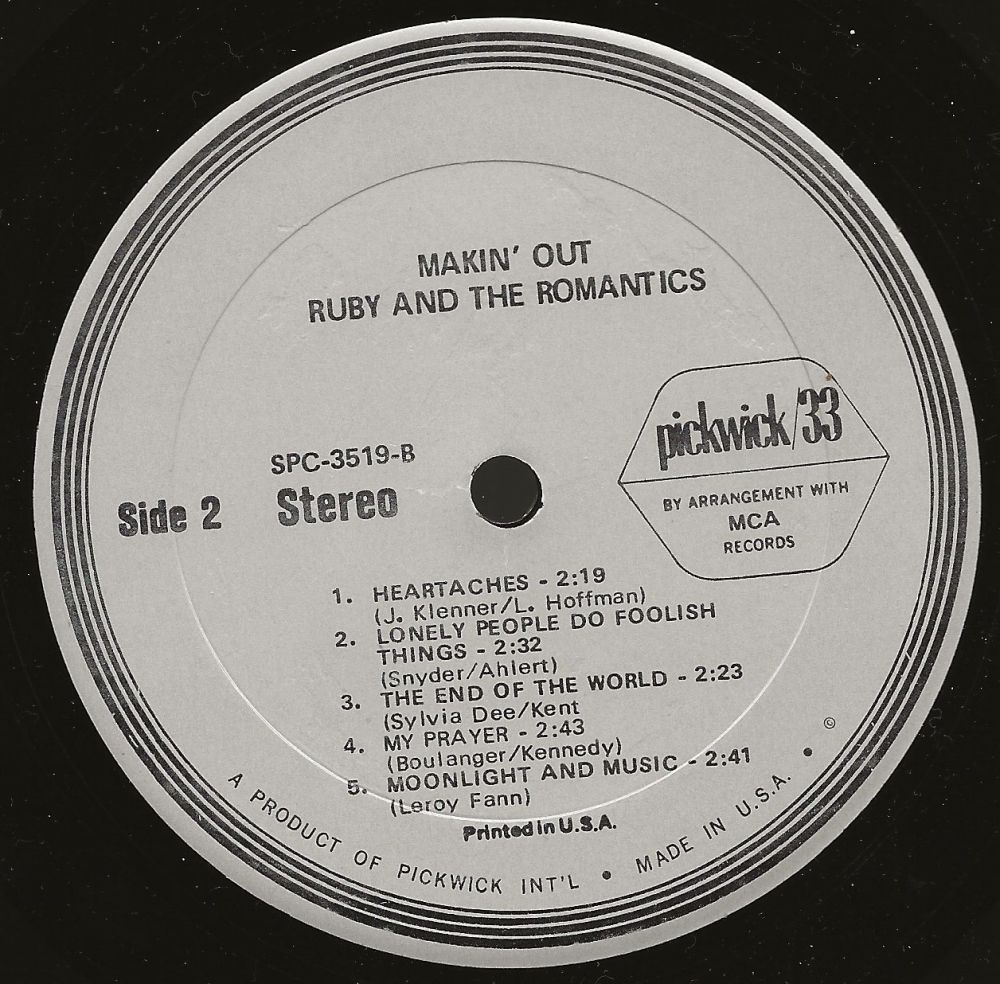 MAKIN' OUT
RUBY AND THE ROMANTICS
pickwick/33
BY ARRANGEMENT WITH
MCA
RECORDS
SPC-3519-B
Side 2 Stereo
1. HEARTACHES - 2:19
(J. Klenner/L. Hoffman)
2. LONELY PEOPLE DO FOOLISH
THINGS - 2:32
(Snyder/Ahlert)
3. THE END OF THE WORLD - 2:23
(Sylvia Dee/Kent
4. MY PRAYER - 2:43
(Boulanger/Kennedy)
5. MOONLIGHT AND MUSIC - 2:41
(Leroy Fann)
Printed in U.S.A.
A PRODUCT OF PICKWICK INT'L • MADE IN U.S.A. • ©